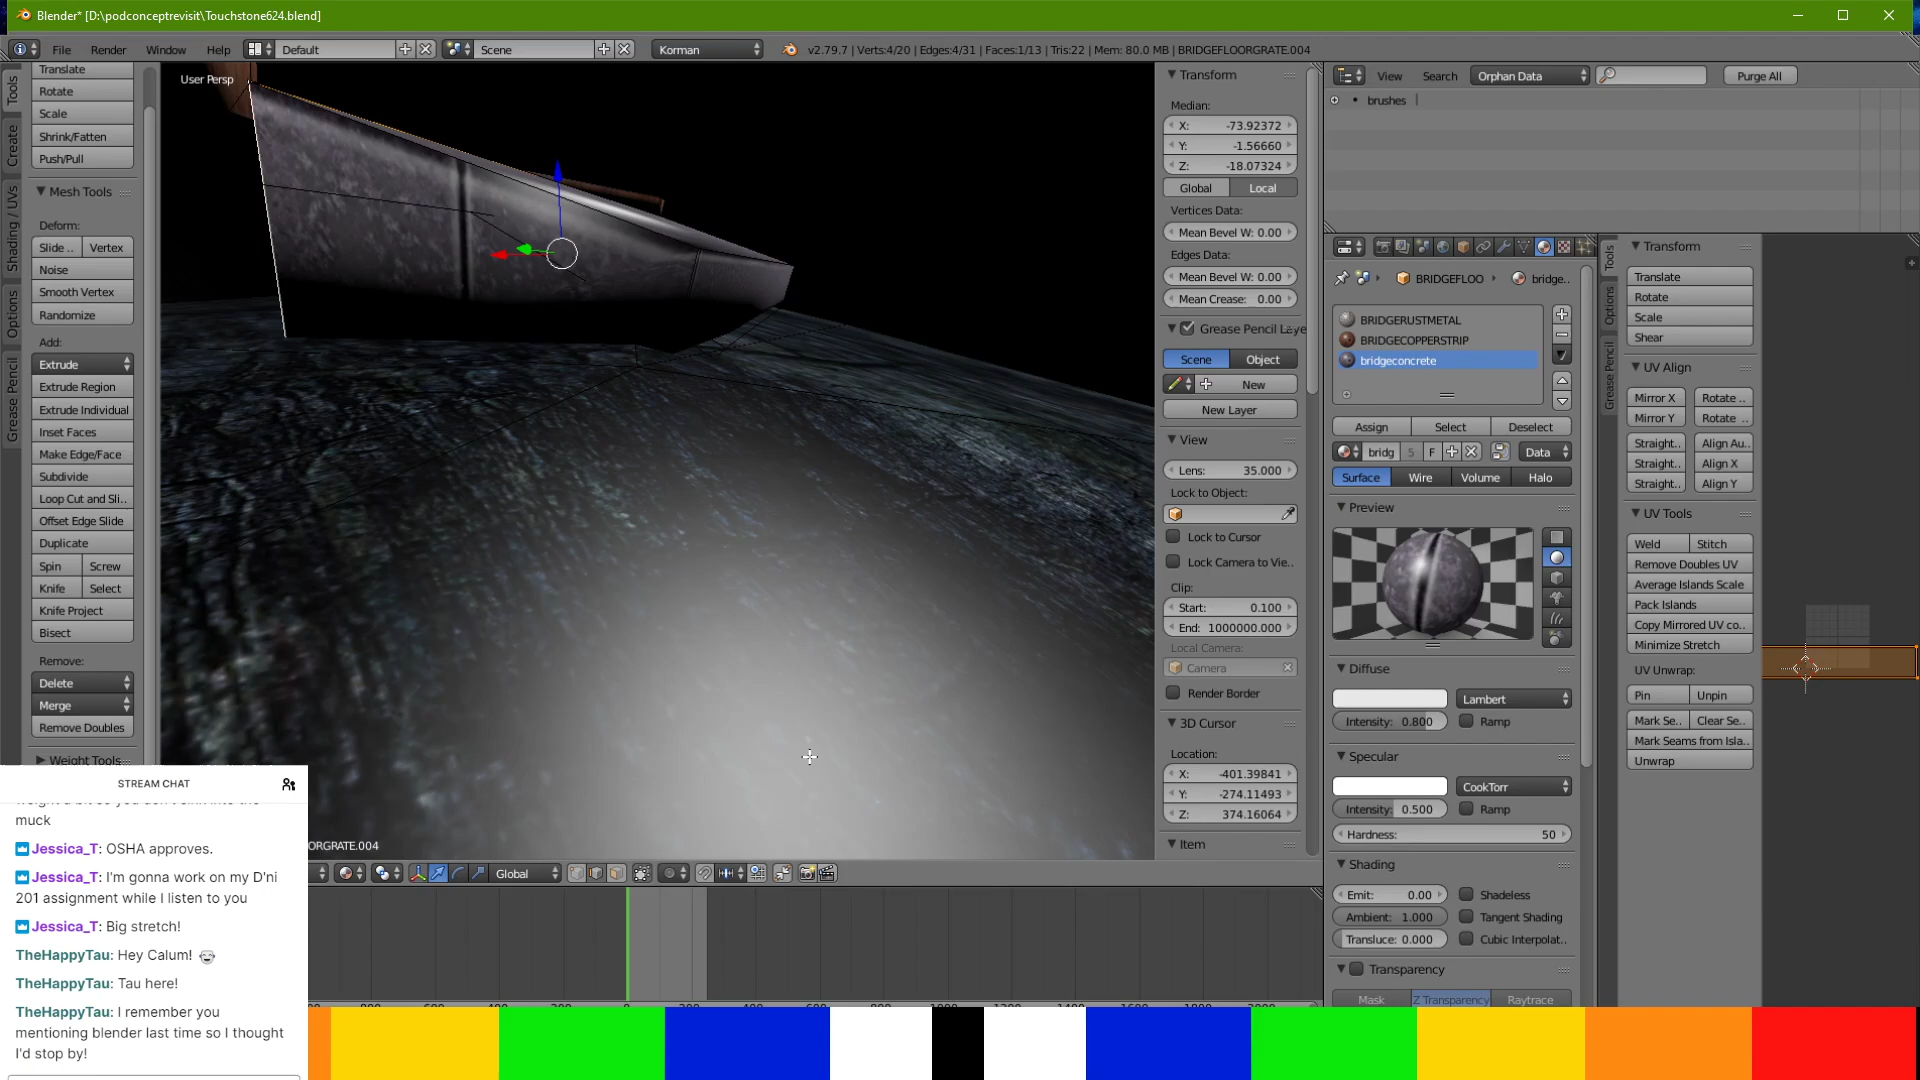 Blender* [D:\podconceptrevisit\Touchstone624.blend]
File Render Window Help Default Scene Korman v2.79.7 | Verts:4/20 | Edges:4/31 | Faces:1/13 | Tris:22 | Mem: 80.0 MB | BRIDGEFLOORGRATE.004
Tools
Create
Shading / UVs
Options
Grease Pencil
Translate
Rotate
Scale
Shrink/Fatten
Push/Pull
Mesh Tools
Deform:
Slide .. Vertex
Noise
Smooth Vertex
Randomize
Add:
Extrude
Extrude Region
Extrude Individual
Inset Faces
Make Edge/Face
Subdivide
Loop Cut and Sli..
Offset Edge Slide
Duplicate
Spin Screw
Knife Select
Knife Project
Bisect
Remove:
Delete
Merge
Remove Doubles
Weight Tools
User Persp
ORGRATE.004
Global
Transform
Median:
X: -73.92372
Y: -1.56660
Z: -18.07324
Global Local
Vertices Data:
Mean Bevel W: 0.00
Edges Data:
Mean Bevel W: 0.00
Mean Crease: 0.00
Grease Pencil Laye
Scene Object
New
New Layer
View
Lens: 35.000
Lock to Object:
Lock to Cursor
Lock Camera to Vie..
Clip:
Start: 0.100
End: 1000000.000
Local Camera:
Camera
Render Border
3D Cursor
Location:
X: -401.39841
Y: -274.11493
Z: 374.16064
Item
View Search Orphan Data Purge All
brushes
BRIDGEFLOO bridge..
BRIDGERUSTMETAL
BRIDGECOPPERSTRIP
bridgeconcrete
Assign Select Deselect
bridg 5 F Data
Surface Wire Volume Halo
Preview
Diffuse
Lambert
Intensity: 0.800 Ramp
Specular
CookTorr
Intensity: 0.500 Ramp
Hardness: 50
Shading
Emit: 0.00 Shadeless
Ambient: 1.000 Tangent Shading
Transluce: 0.000 Cubic Interpolat..
Transparency
Mask Z Transparency Raytrace
Tools
Options
Grease Pencil
Transform
Translate
Rotate
Scale
Shear
UV Align
Mirror X Rotate ..
Mirror Y Rotate ..
Straight.. Align Au..
Straight.. Align X
Straight.. Align Y
UV Tools
Weld Stitch
Remove Doubles UV
Average Islands Scale
Pack Islands
Copy Mirrored UV co..
Minimize Stretch
UV Unwrap:
Pin Unpin
Mark Se.. Clear Se..
Mark Seams from Isla..
Unwrap
STREAM CHAT
muck
Jessica_T: OSHA approves.
Jessica_T: I'm gonna work on my D'ni
201 assignment while I listen to you
Jessica_T: Big stretch!
TheHappyTau: Hey Calum!
TheHappyTau: Tau here!
TheHappyTau: I remember you
mentioning blender last time so I thought
I'd stop by!